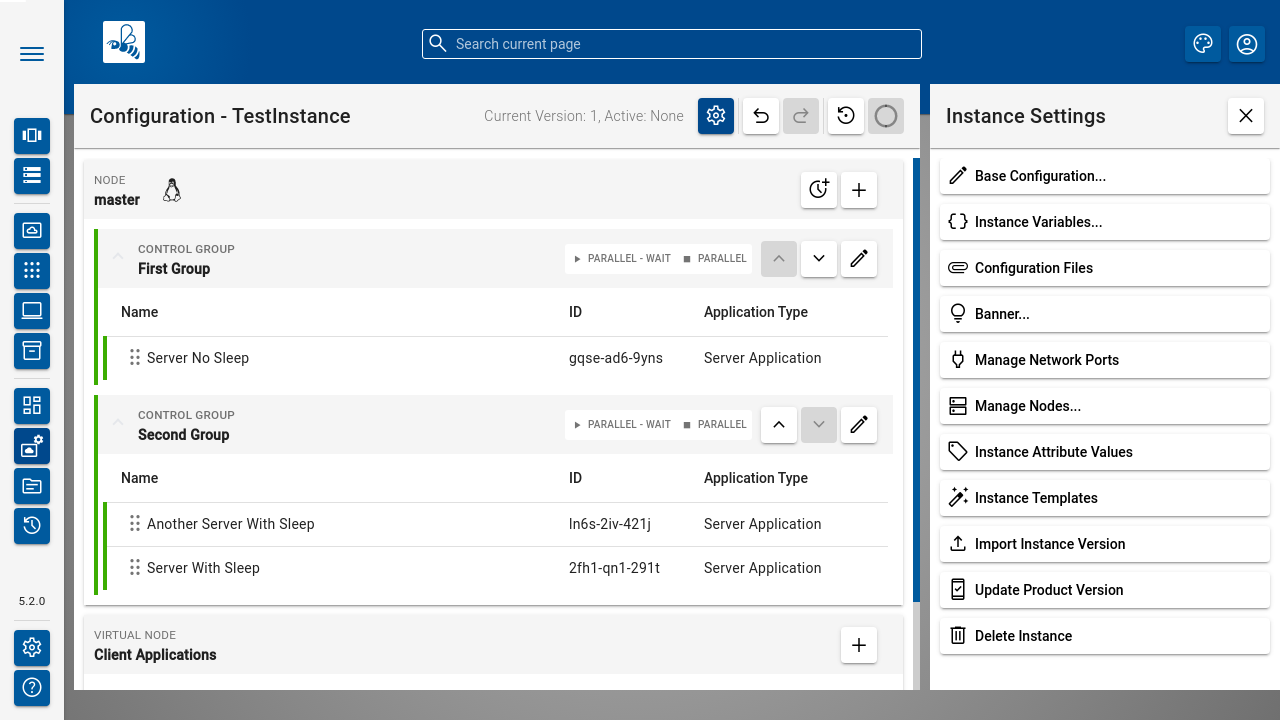 Search current page
Configuration - TestInstance
Current Version: 1, Active: None
NODE
master
CONTROL GROUP
First Group
PARALLEL - WAIT
PARALLEL
Name ID Application Type
Server No Sleep gqse-ad6-9yns Server Application
CONTROL GROUP
Second Group
PARALLEL - WAIT
PARALLEL
Name ID Application Type
Another Server With Sleep ln6s-2iv-421j Server Application
Server With Sleep 2fh1-qn1-291t Server Application
VIRTUAL NODE
Client Applications
Instance Settings
Base Configuration...
Instance Variables...
Configuration Files
Banner...
Manage Network Ports
Manage Nodes...
Instance Attribute Values
Instance Templates
Import Instance Version
Update Product Version
Delete Instance
5.2.0